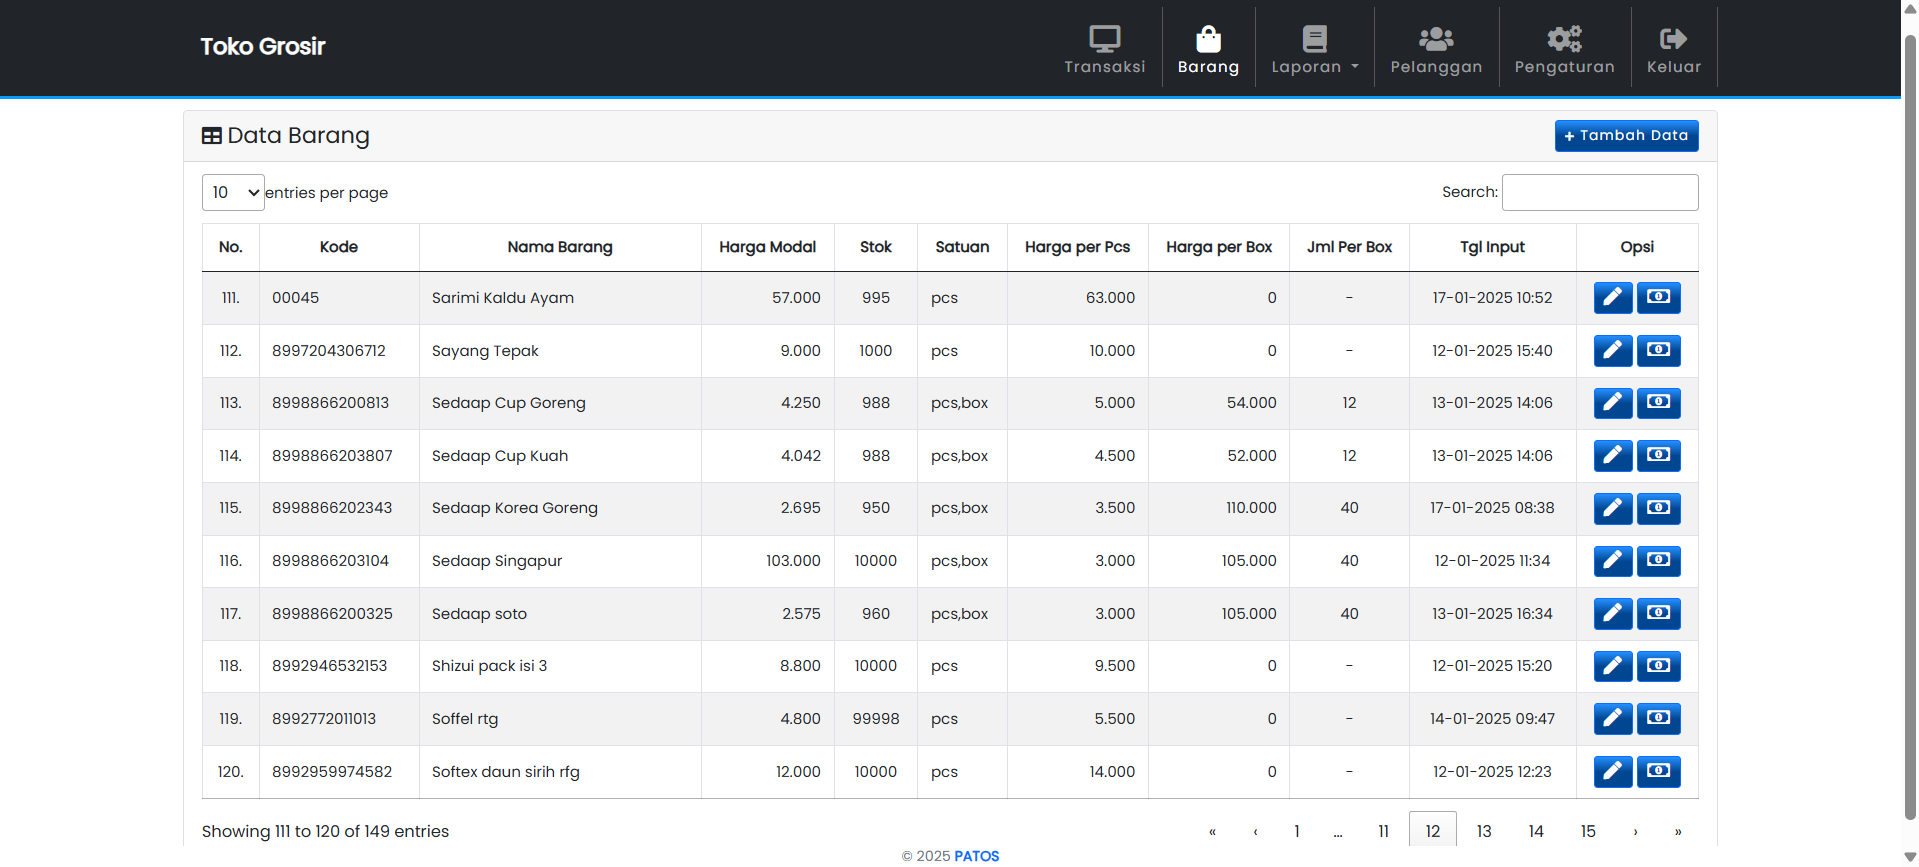 Toko Grosir
Transaksi
Barang
Laporan
Pelanggan
Pengaturan
Keluar
Data Barang
+ Tambah Data
10 entries per page
Search:
No. Kode Nama Barang Harga Modal Stok Satuan Harga per Pcs Harga per Box Jml Per Box Tgl Input Opsi
111. 00045 Sarimi Kaldu Ayam 57.000 995 pcs 63.000 0 - 17-01-2025 10:52
112. 8997204306712 Sayang Tepak 9.000 1000 pcs 10.000 0 - 12-01-2025 15:40
113. 8998866200813 Sedaap Cup Goreng 4.250 988 pcs,box 5.000 54.000 12 13-01-2025 14:06
114. 8998866203807 Sedaap Cup Kuah 4.042 988 pcs,box 4.500 52.000 12 13-01-2025 14:06
115. 8998866202343 Sedaap Korea Goreng 2.695 950 pcs,box 3.500 110.000 40 17-01-2025 08:38
116. 8998866203104 Sedaap Singapur 103.000 10000 pcs,box 3.000 105.000 40 12-01-2025 11:34
117. 8998866200325 Sedaap soto 2.575 960 pcs,box 3.000 105.000 40 13-01-2025 16:34
118. 8992946532153 Shizui pack isi 3 8.800 10000 pcs 9.500 0 - 12-01-2025 15:20
119. 8992772011013 Soffel rtg 4.800 99998 pcs 5.500 0 - 14-01-2025 09:47
120. 8992959974582 Softex daun sirih rfg 12.000 10000 pcs 14.000 0 - 12-01-2025 12:23
Showing 111 to 120 of 149 entries
« ‹ 1 ... 11 12 13 14 15 › »
© 2025 PATOS